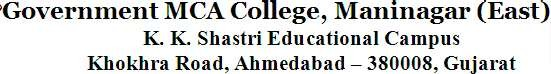 Government MCA College, Maninagar (East)
K. K. Shastri Educational Campus
Khokhra Road, Ahmedabad – 380008, Gujarat